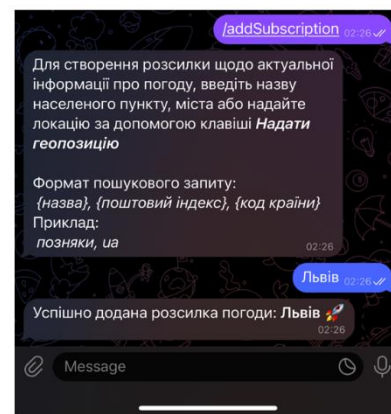 /addSubscription 02:26
Для створення розсилки щодо актуальної
інформації про погоду, введіть назву
населеного пункту, міста або надайте
локацію за допомогою клавіші Надати
геопозицію
Формат пошукового запиту:
{назва}, {поштовий індекс}, {код країни}
Приклад:
позняки, ua
02:26
Львів 02:26
Успішно додана розсилка погоди: Львів 🚀
02:26
Message